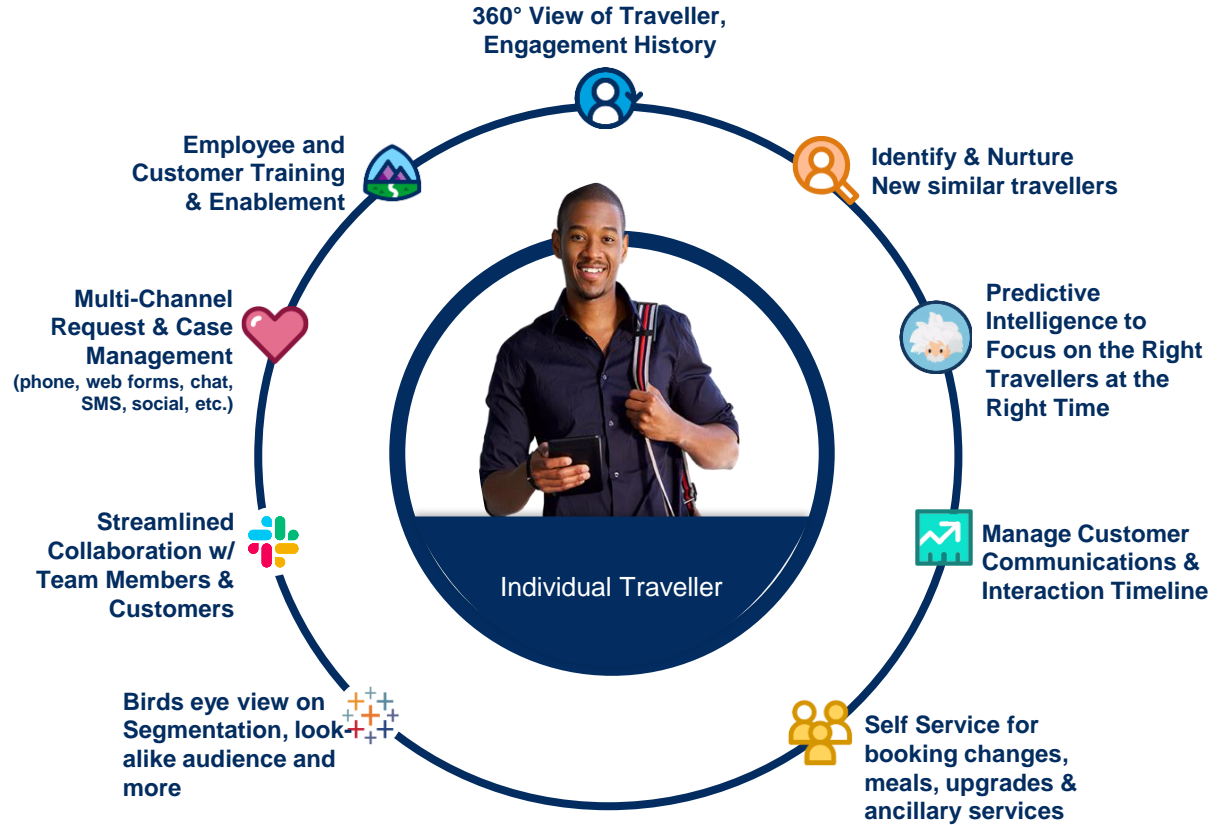 360° View of Traveller,
Engagement History
Identify & Nurture
New similar travellers
Predictive
Intelligence to
Focus on the Right
Travellers at the
Right Time
Manage Customer
Communications &
Interaction Timeline
Self Service for
booking changes,
meals, upgrades &
ancillary services
Birds eye view on
Segmentation, look-
alike audience and
more
Streamlined
Collaboration w/
Team Members &
Customers
Multi-Channel
Request & Case
Management
(phone, web forms, chat,
SMS, social, etc.)
Employee and
Customer Training
& Enablement
Individual Traveller